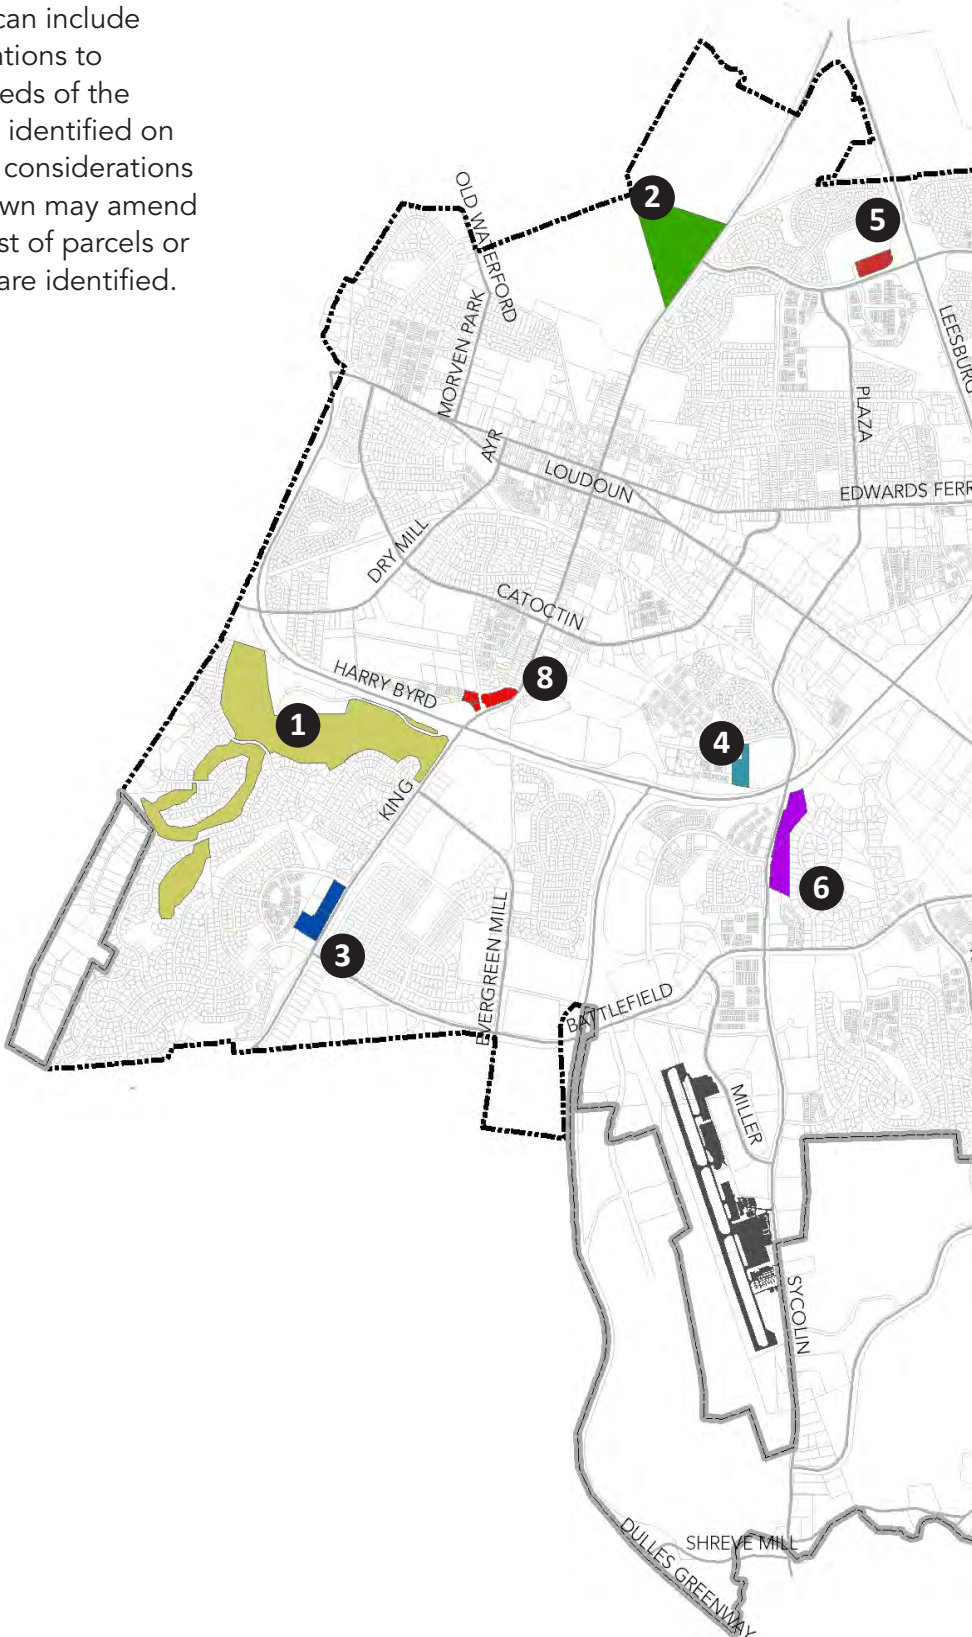 can include
ations to
eds of the
identified on
considerations
wn may amend
st of parcels or
are identified.
2
5
OLD WATERFORD
MORVEN PARK
LEESBURG
PLAZA
AYR
LOUDOUN
EDWARDS FERR
DRY MILL
CATOCTIN
HARRY BYRD
8
1
4
KING
6
EVERGREEN MILL
3
BATTLEFIELD
MILLER
SYCOLIN
SHREVE MILL
DULLES GREENWAY